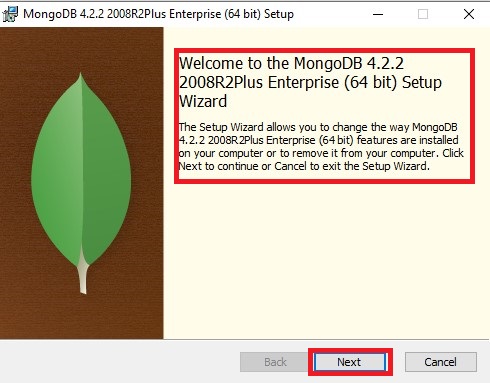 MongoDB 4.2.2 2008R2Plus Enterprise (64 bit) Setup
Welcome to the MongoDB 4.2.2
2008R2Plus Enterprise (64 bit) Setup
Wizard
The Setup Wizard allows you to change the way MongoDB
4.2.2 2008R2Plus Enterprise (64 bit) features are installed
on your computer or to remove it from your computer. Click
Next to continue or Cancel to exit the Setup Wizard.
Back Next Cancel